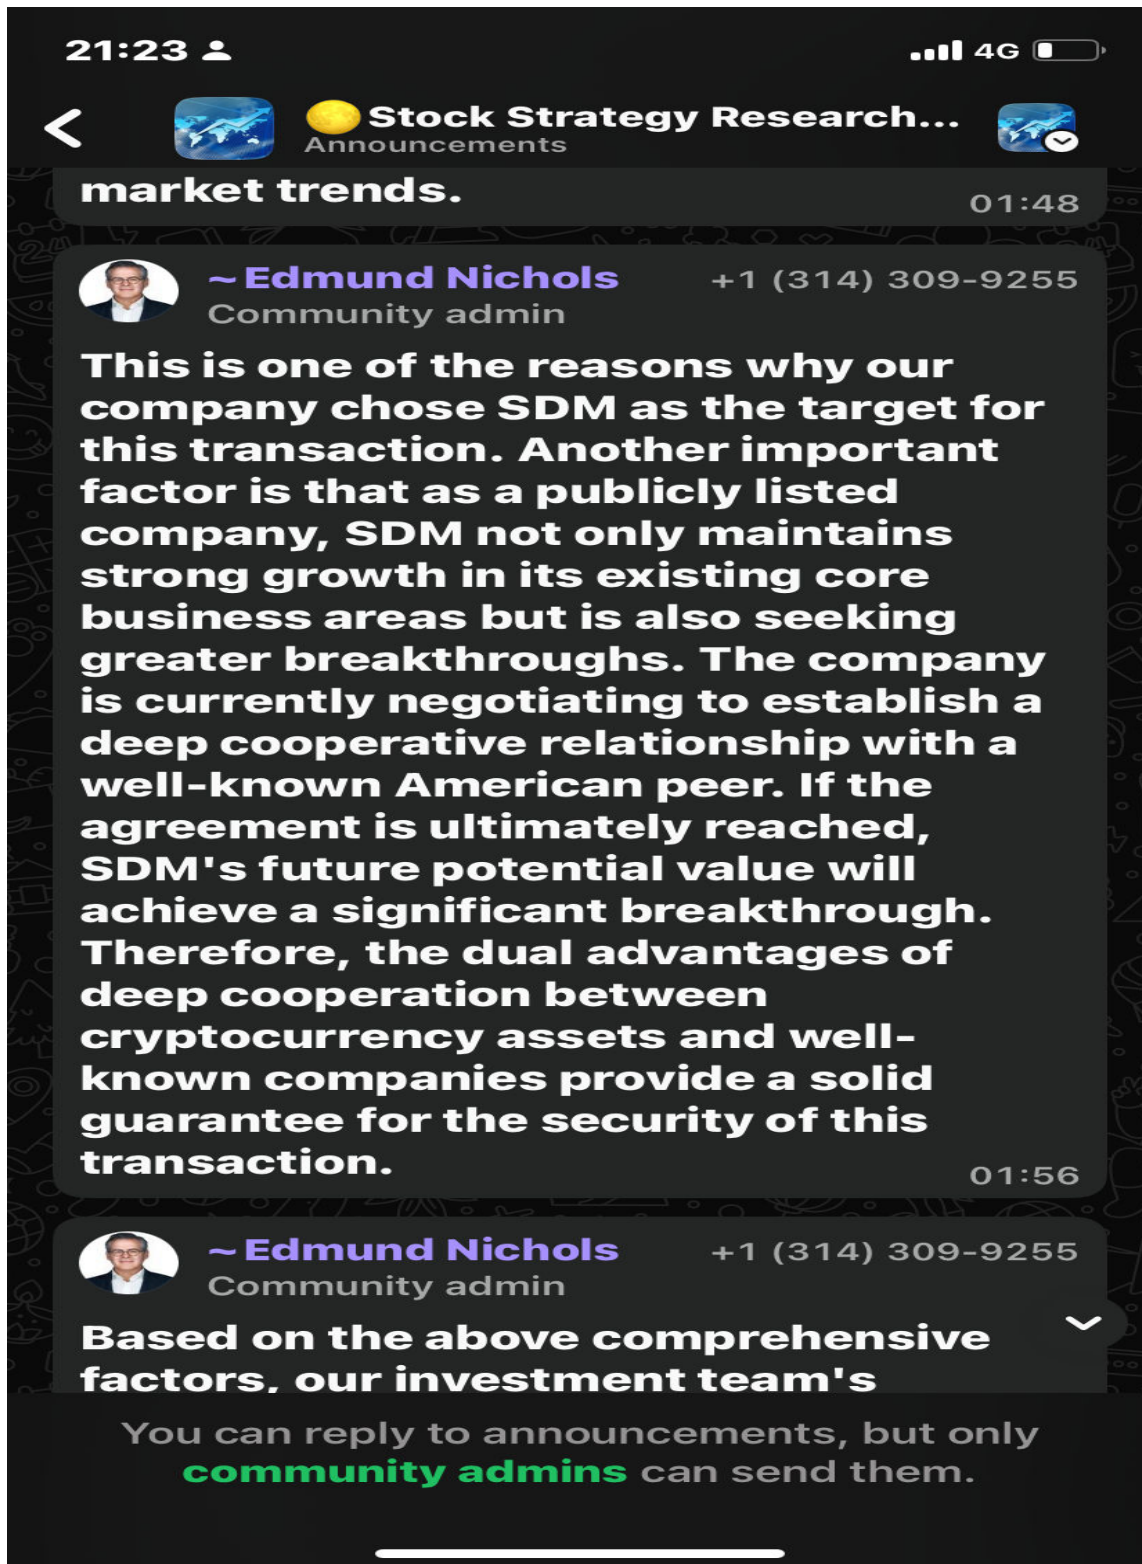 21:23
4G
Stock Strategy Research...
Announcements
market trends.
01:48
~Edmund Nichols +1 (314) 309-9255
Community admin
This is one of the reasons why our
company chose SDM as the target for
this transaction. Another important
factor is that as a publicly listed
company, SDM not only maintains
strong growth in its existing core
business areas but is also seeking
greater breakthroughs. The company
is currently negotiating to establish a
deep cooperative relationship with a
well-known American peer. If the
agreement is ultimately reached,
SDM's future potential value will
achieve a significant breakthrough.
Therefore, the dual advantages of
deep cooperation between
cryptocurrency assets and well-
known companies provide a solid
guarantee for the security of this
transaction.
01:56
~Edmund Nichols +1 (314) 309-9255
Community admin
Based on the above comprehensive
factors, our investment team's
You can reply to announcements, but only
community admins can send them.